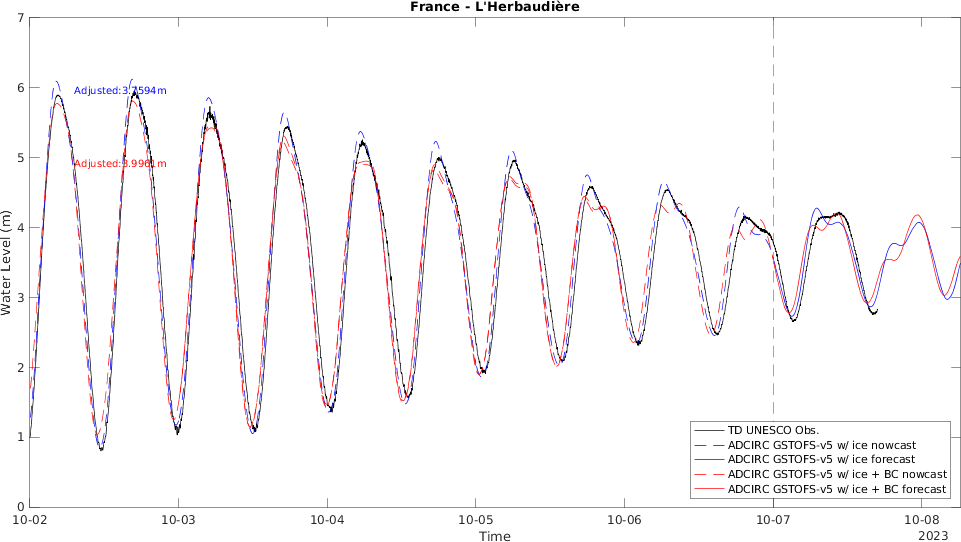 France - L'Herbaudière
Water Level (m)
7
6
5
4
3
2
1
0
Adjusted:3.7594m
Adjusted:3.9961m
TD UNESCO Obs.
ADCIRC GSTOFS-v5 w/ ice nowcast
ADCIRC GSTOFS-v5 w/ ice forecast
ADCIRC GSTOFS-v5 w/ ice + BC nowcast
ADCIRC GSTOFS-v5 w/ ice + BC forecast
10-02 10-03 10-04 10-05 10-06 10-07 10-08
Time
2023